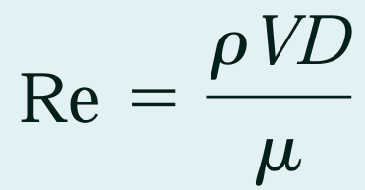 Re = ρVD / μ